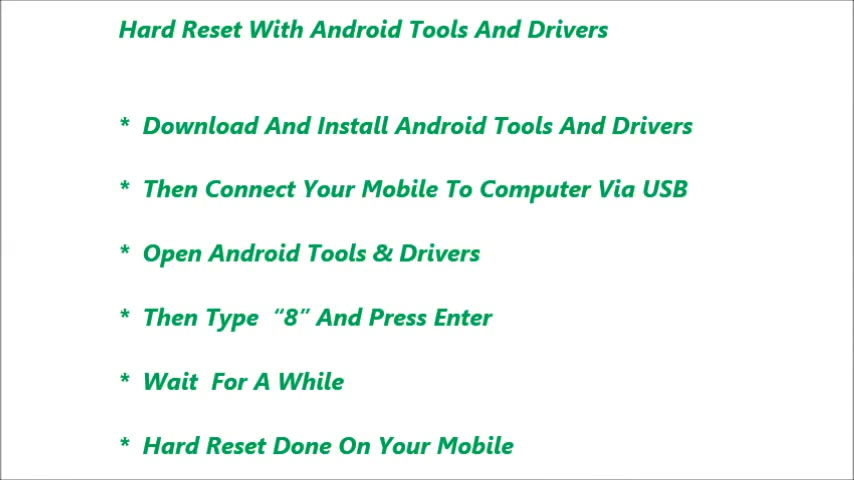 Hard Reset With Android Tools And Drivers
* Download And Install Android Tools And Drivers
* Then Connect Your Mobile To Computer Via USB
* Open Android Tools & Drivers
* Then Type “8” And Press Enter
* Wait For A While
* Hard Reset Done On Your Mobile